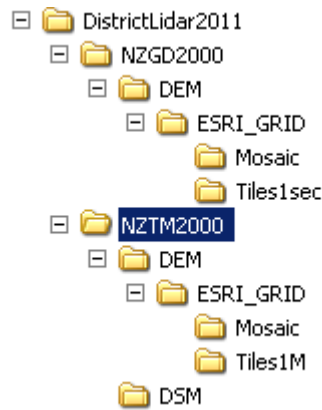 DistrictLidar2011
NZGD2000
DEM
ESRI_GRID
Mosaic
Tiles1sec
NZTM2000
DEM
ESRI_GRID
Mosaic
Tiles1M
DSM